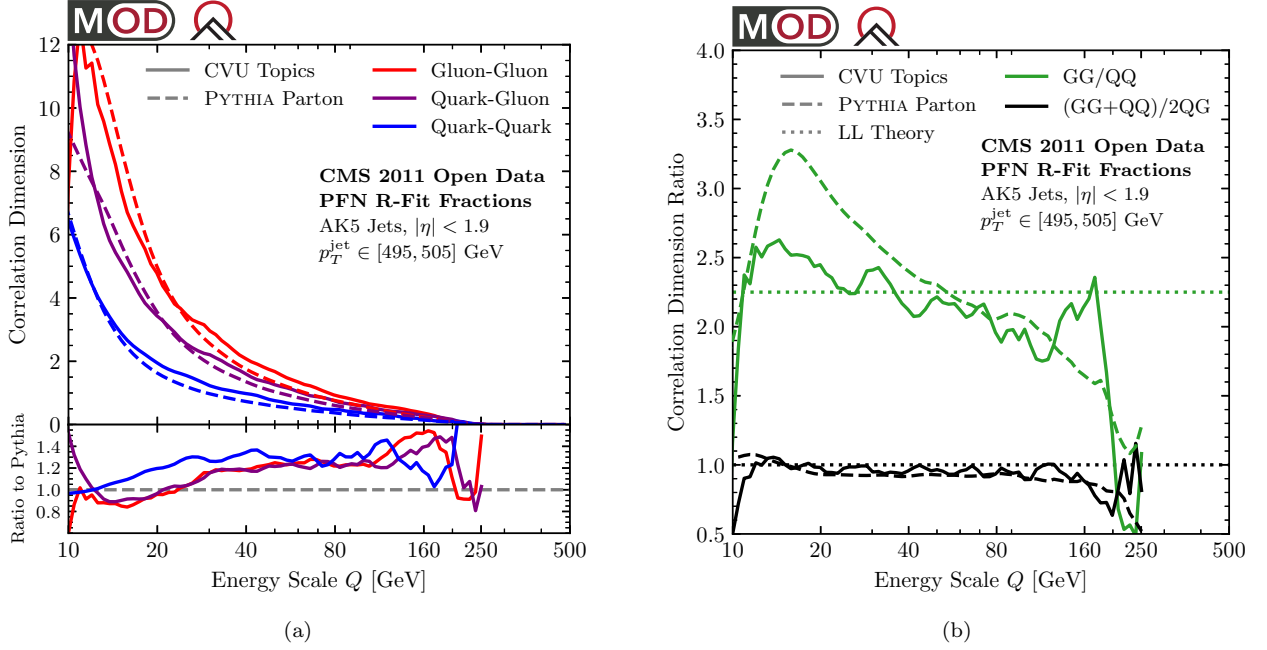 MOD
12
10
8
6
4
2
0
Correlation Dimension
CVU Topics
PYTHIA Parton
Gluon-Gluon
Quark-Gluon
Quark-Quark
CMS 2011 Open Data
PFN R-Fit Fractions
AK5 Jets, |η| < 1.9
p_T^jet ∈ [495, 505] GeV
1.4
1.2
1.0
0.8
Ratio to Pythia
10 20 40 80 160 250 500
Energy Scale Q [GeV]
(a)
MOD
4.0
3.5
3.0
2.5
2.0
1.5
1.0
0.5
Correlation Dimension Ratio
CVU Topics
PYTHIA Parton
LL Theory
GG/QQ
(GG+QQ)/2QG
CMS 2011 Open Data
PFN R-Fit Fractions
AK5 Jets, |η| < 1.9
p_T^jet ∈ [495, 505] GeV
10 20 40 80 160 250 500
Energy Scale Q [GeV]
(b)